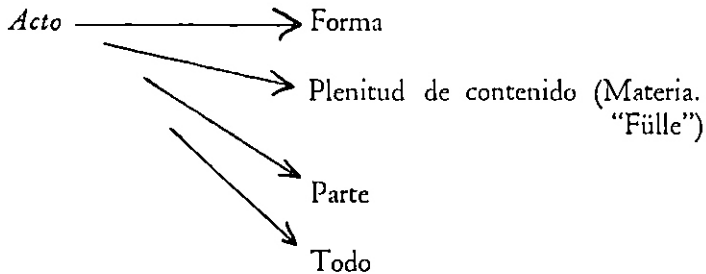 Acto
Forma
Plenitud de contenido (Materia.
“Fülle”)
Parte
Todo